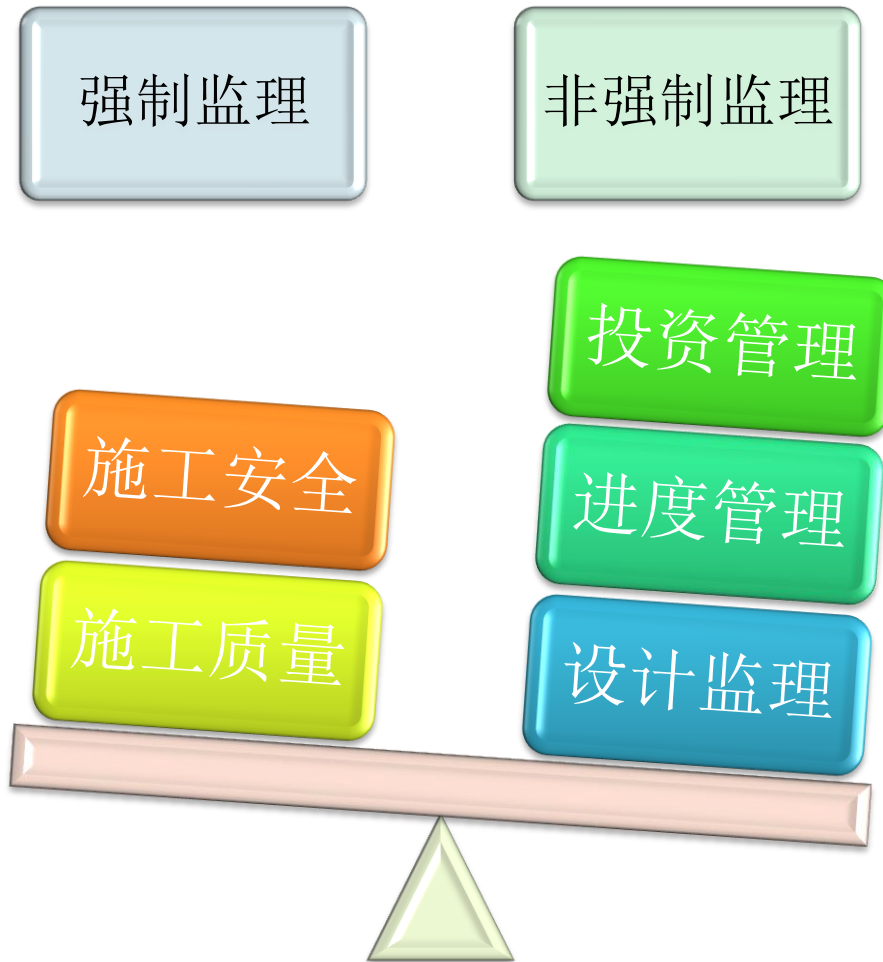 强制监理
非强制监理
施工安全
施工质量
投资管理
进度管理
设计监理